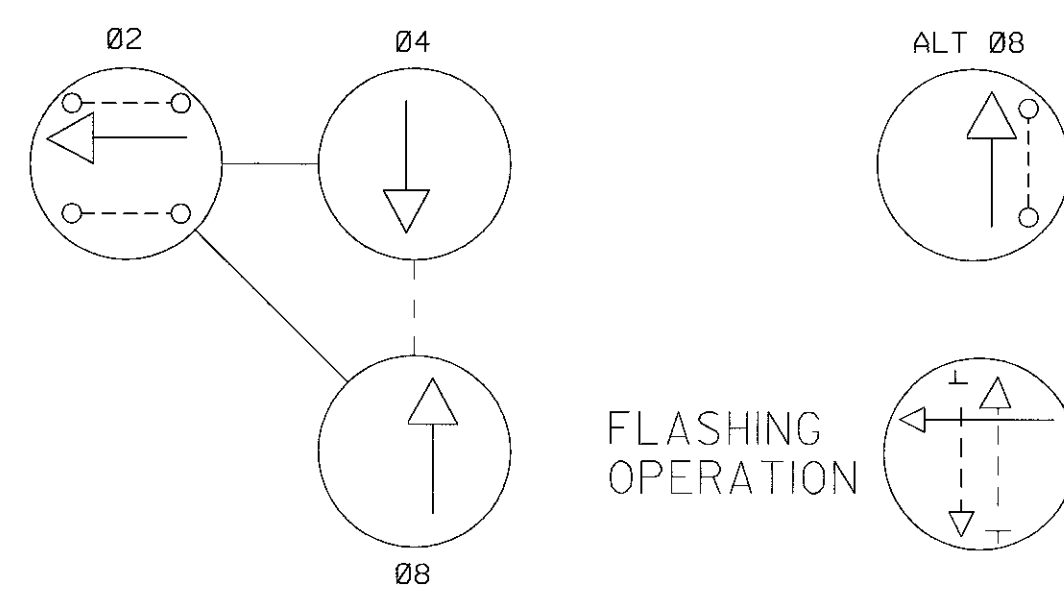 Ø2
Ø4
ALT Ø8
FLASHING
OPERATION
Ø8